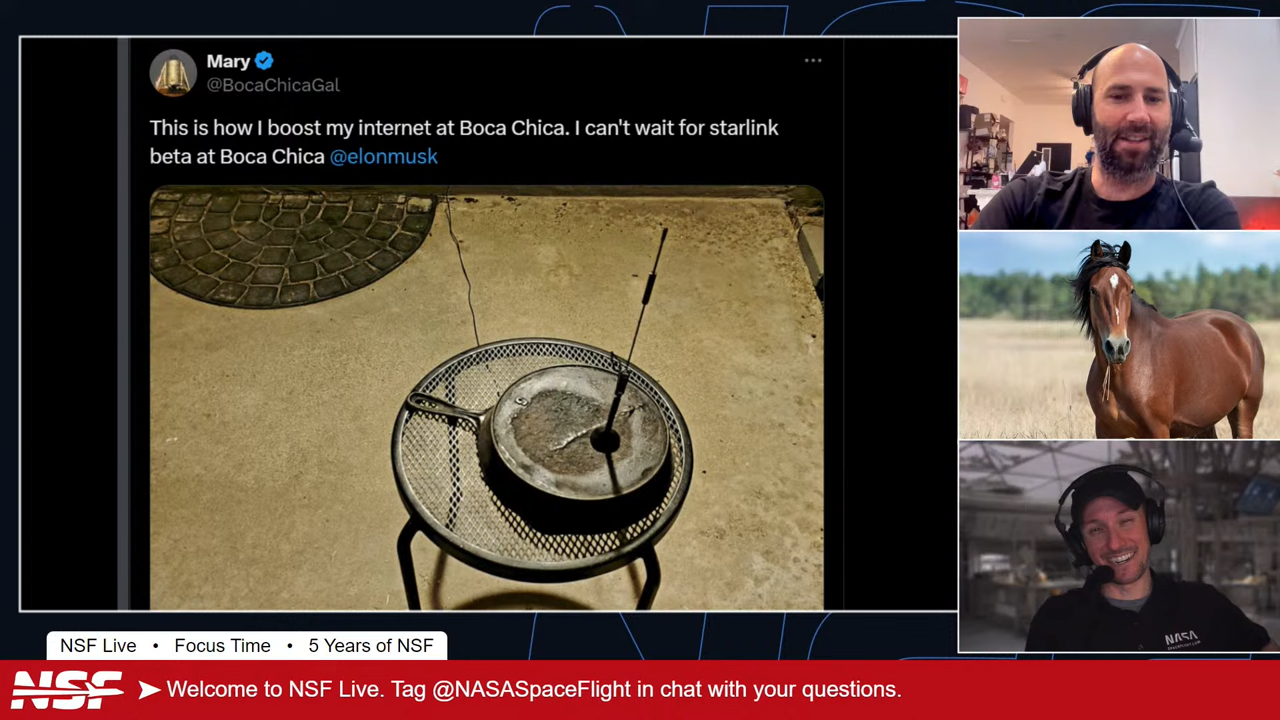 Mary
@BocaChicaGal
This is how I boost my internet at Boca Chica. I can't wait for starlink
beta at Boca Chica @elonmusk
NASA
NSF Live • Focus Time • 5 Years of NSF
NSF
Welcome to NSF Live. Tag @NASASpaceFlight in chat with your questions.